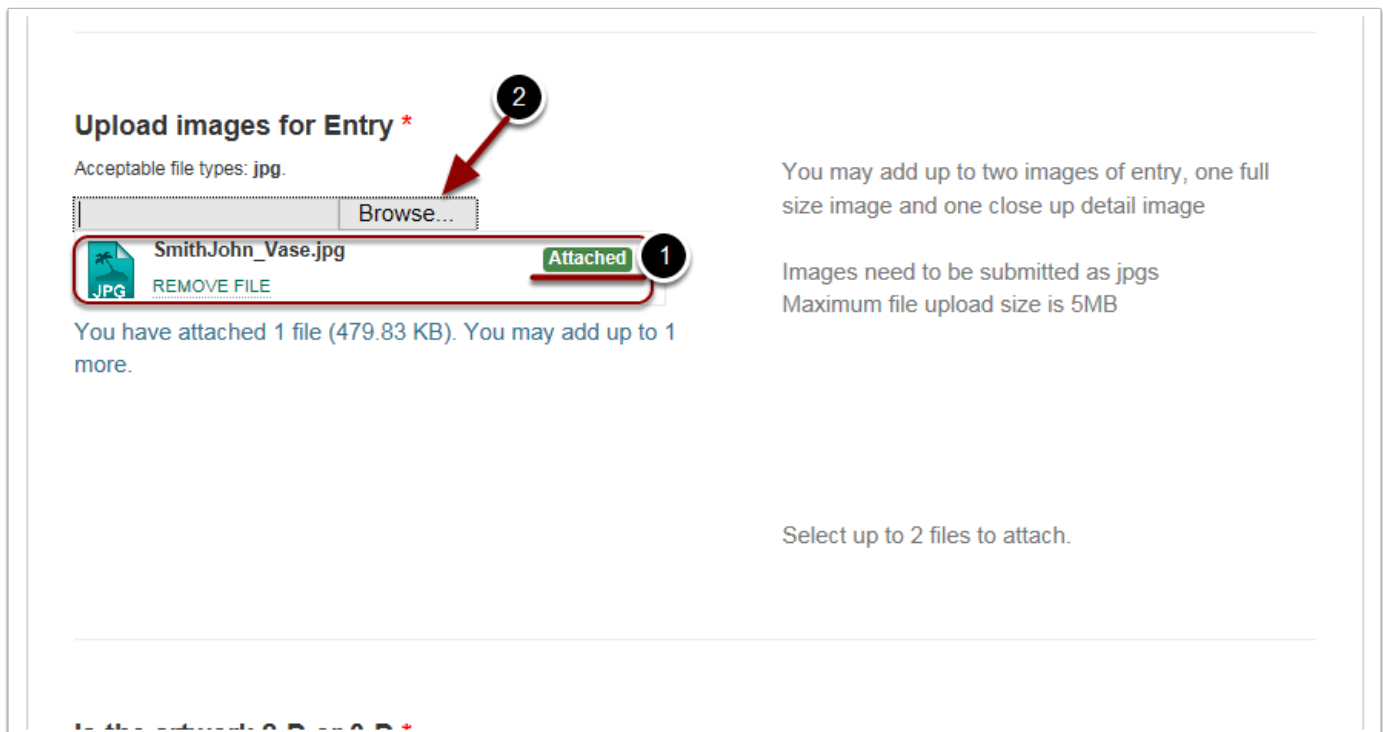 2
Upload images for Entry *
Acceptable file types: jpg.
Browse...
SmithJohn_Vase.jpg
Attached
1
JPG
REMOVE FILE
You have attached 1 file (479.83 KB). You may add up to 1
more.
You may add up to two images of entry, one full
size image and one close up detail image
Images need to be submitted as jpgs
Maximum file upload size is 5MB
Select up to 2 files to attach.
Is the artwork